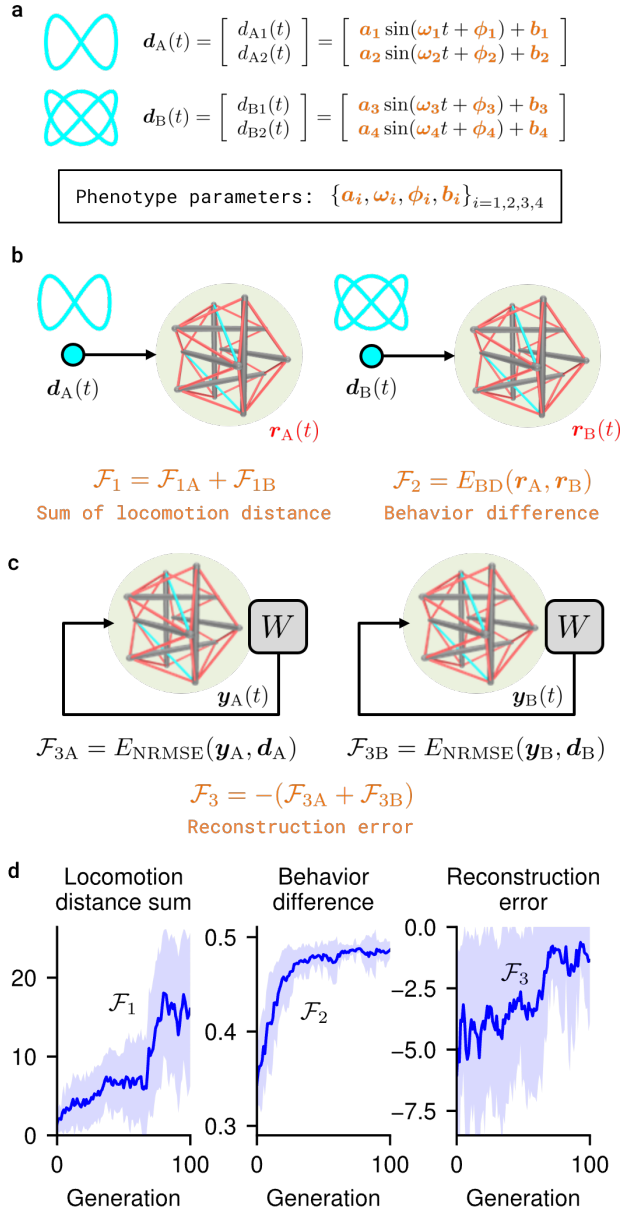 a
d_A(t) = [ d_A1(t) d_A2(t) ] = [ a_1 sin(ω_1 t + ϕ_1) + b_1
a_2 sin(ω_2 t + ϕ_2) + b_2 ]
d_B(t) = [ d_B1(t) d_B2(t) ] = [ a_3 sin(ω_3 t + ϕ_3) + b_3
a_4 sin(ω_4 t + ϕ_4) + b_4 ]
Phenotype parameters: {a_i, ω_i, ϕ_i, b_i}_{i=1,2,3,4}
b
d_A(t)
r_A(t)
d_B(t)
r_B(t)
F_1 = F_1A + F_1B
Sum of locomotion distance
F_2 = E_BD(r_A, r_B)
Behavior difference
c
W
y_A(t)
W
y_B(t)
F_3A = E_NRMSE(y_A, d_A)
F_3B = E_NRMSE(y_B, d_B)
F_3 = −(F_3A + F_3B)
Reconstruction error
d
Locomotion
distance sum
20
10
0
F_1
0 100
Generation
Behavior
difference
0.5
0.4
0.3
F_2
0 100
Generation
Reconstruction
error
0.0
−2.5
−5.0
−7.5
F_3
0 100
Generation